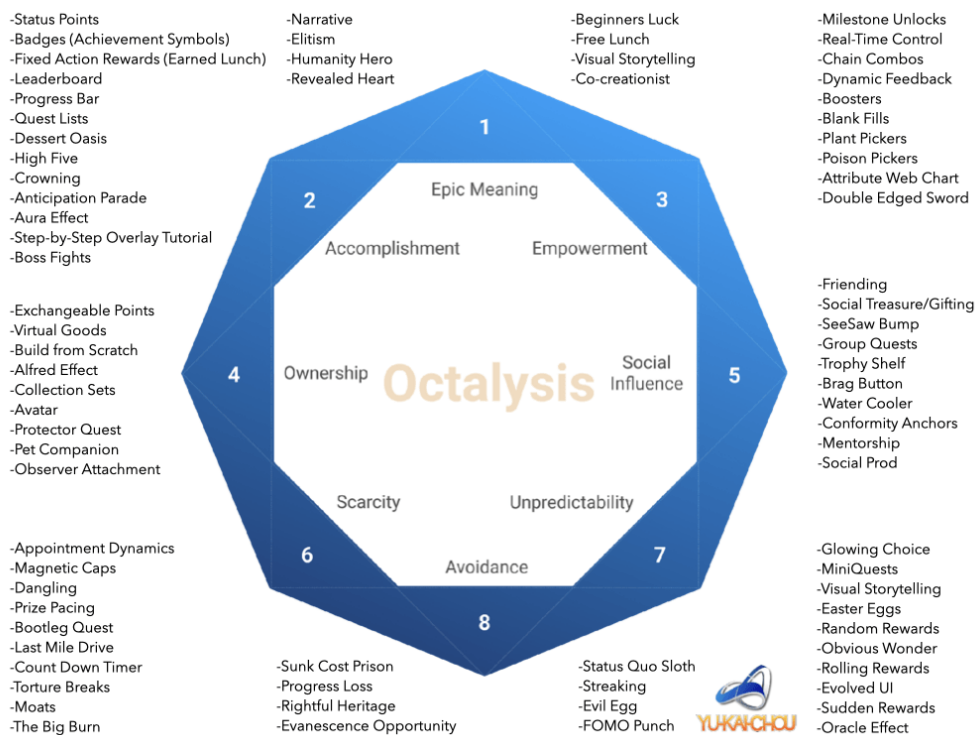 -Status Points
-Badges (Achievement Symbols)
-Fixed Action Rewards (Earned Lunch)
-Leaderboard
-Progress Bar
-Quest Lists
-Dessert Oasis
-High Five
-Crowning
-Anticipation Parade
-Aura Effect
-Step-by-Step Overlay Tutorial
-Boss Fights
-Narrative
-Elitism
-Humanity Hero
-Revealed Heart
-Beginners Luck
-Free Lunch
-Visual Storytelling
-Co-creationist
-Milestone Unlocks
-Real-Time Control
-Chain Combos
-Dynamic Feedback
-Boosters
-Blank Fills
-Plant Pickers
-Poison Pickers
-Attribute Web Chart
-Double Edged Sword
1
Epic Meaning
2
Accomplishment
3
Empowerment
-Exchangeable Points
-Virtual Goods
-Build from Scratch
-Alfred Effect
-Collection Sets
-Avatar
-Protector Quest
-Pet Companion
-Observer Attachment
4
Ownership
Octalysis
Social
Influence
5
-Friending
-Social Treasure/Gifting
-SeeSaw Bump
-Group Quests
-Trophy Shelf
-Brag Button
-Water Cooler
-Conformity Anchors
-Mentorship
-Social Prod
Scarcity
6
Unpredictability
7
Avoidance
8
-Appointment Dynamics
-Magnetic Caps
-Dangling
-Prize Pacing
-Bootleg Quest
-Last Mile Drive
-Count Down Timer
-Torture Breaks
-Moats
-The Big Burn
-Sunk Cost Prison
-Progress Loss
-Rightful Heritage
-Evanescence Opportunity
-Status Quo Sloth
-Streaking
-Evil Egg
-FOMO Punch
YU-KAI-CHOU
-Glowing Choice
-MiniQuests
-Visual Storytelling
-Easter Eggs
-Random Rewards
-Obvious Wonder
-Rolling Rewards
-Evolved UI
-Sudden Rewards
-Oracle Effect